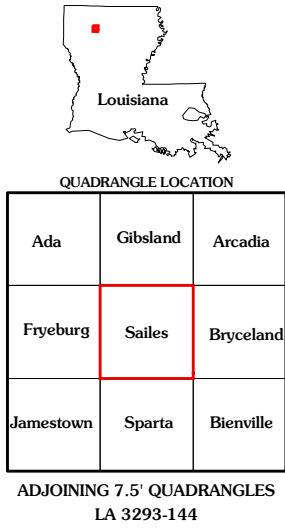 Louisiana
QUADRANGLE LOCATION
Ada Gibsland Arcadia
Fryeburg Sailes Bryceland
Jamestown Sparta Bienville
ADJOINING 7.5' QUADRANGLES
LA 3293-144